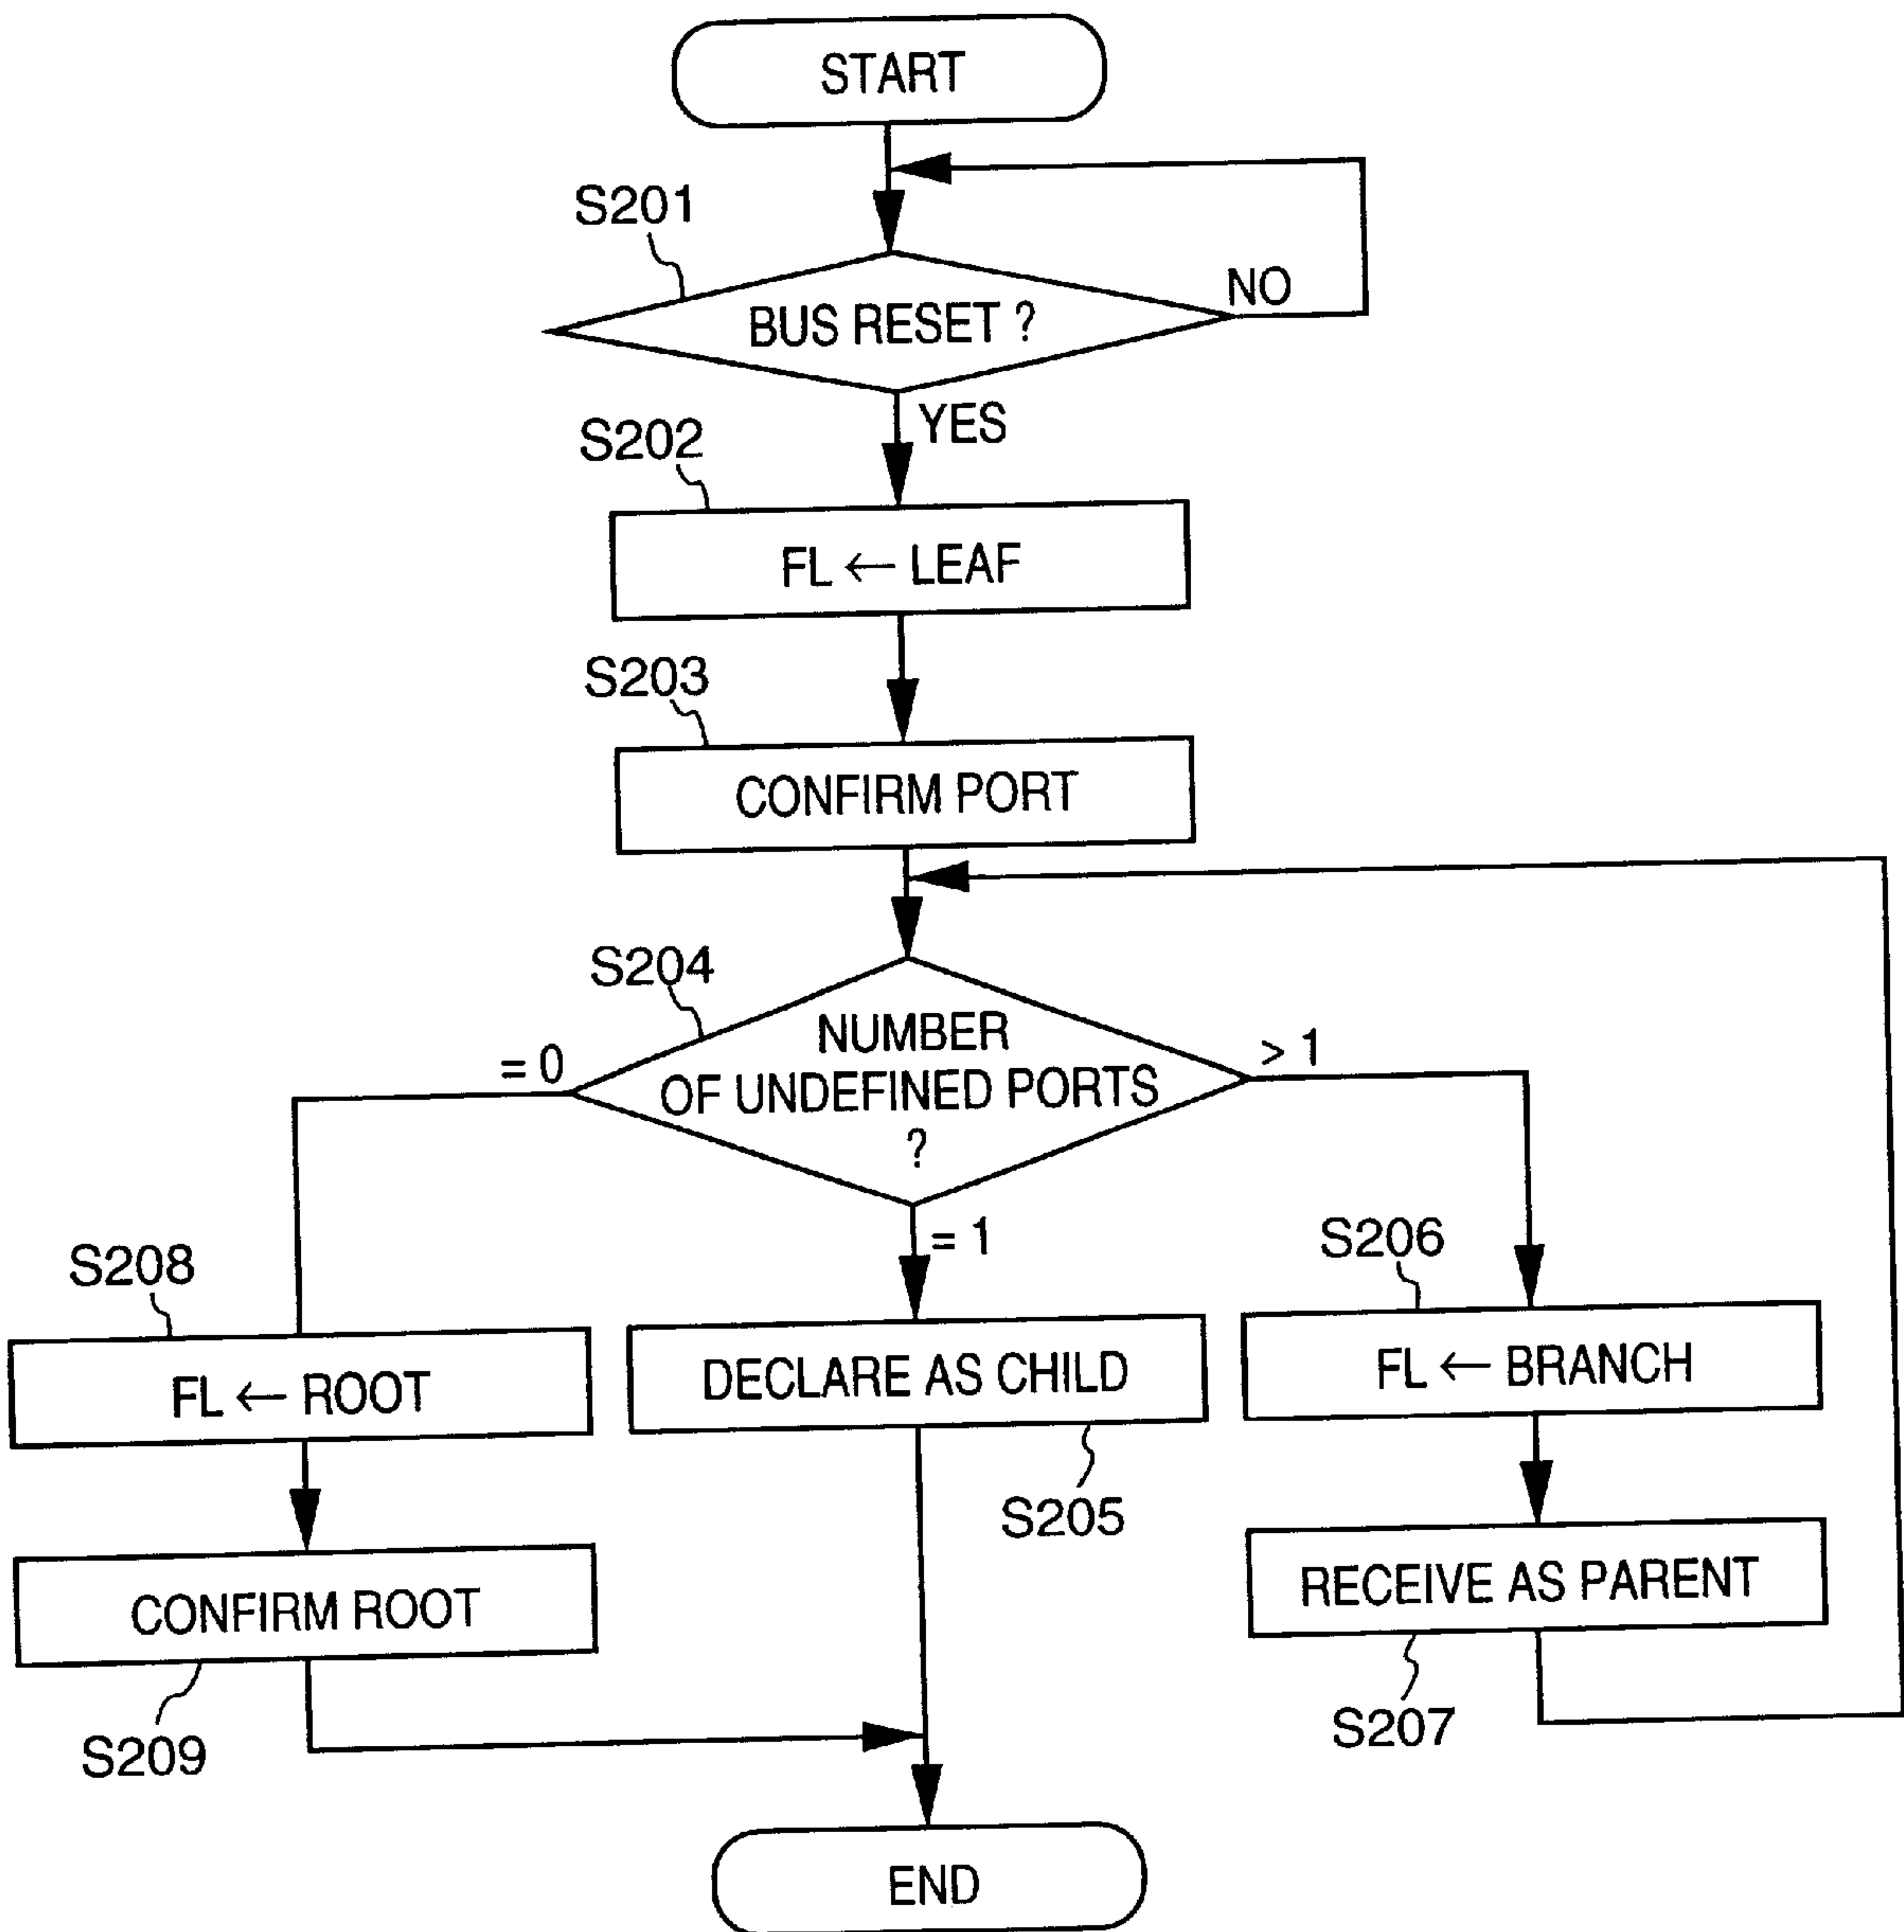 START
S201
BUS RESET ?
NO
YES
S202
FL ← LEAF
S203
CONFIRM PORT
S204
NUMBER
OF UNDEFINED PORTS
?
= 0
> 1
= 1
S208
S206
FL ← ROOT
DECLARE AS CHILD
FL ← BRANCH
S205
CONFIRM ROOT
RECEIVE AS PARENT
S209
S207
END